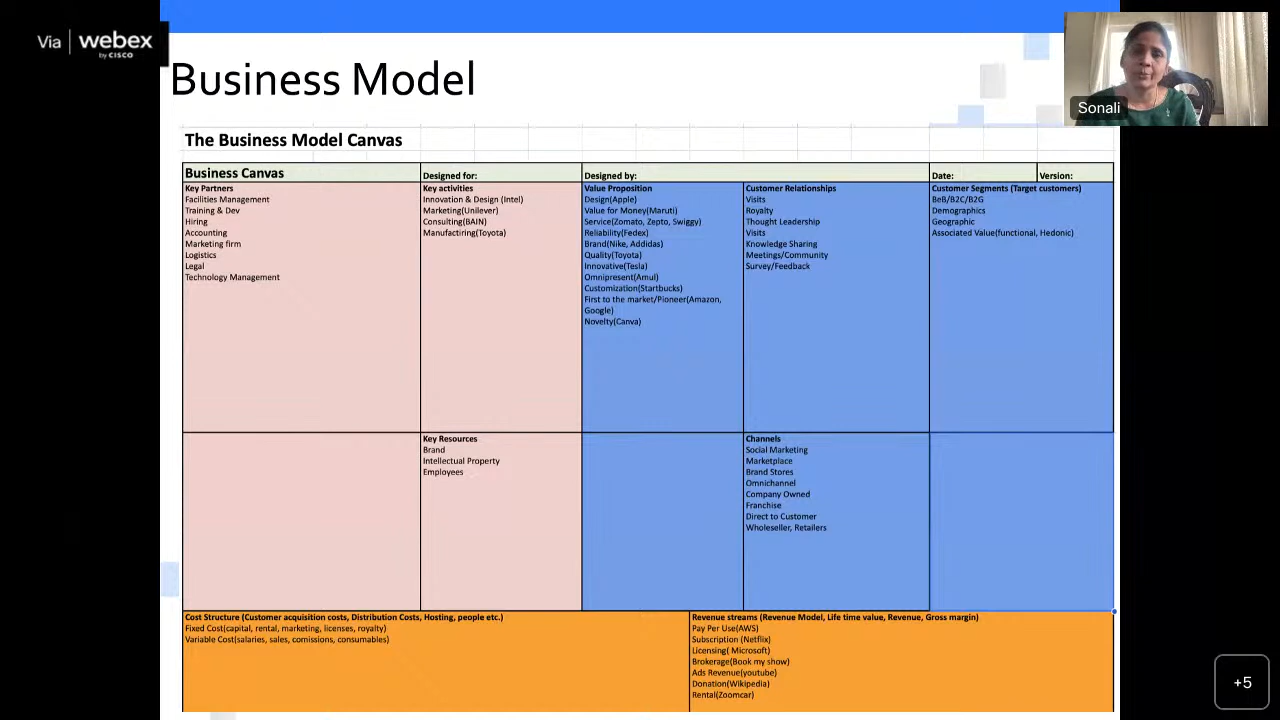 Via webex
by CISCO
Business Model
Sonali
The Business Model Canvas
Business Canvas
Designed for:
Designed by:
Date:
Version:
Key Partners
Facilities Management
Training & Dev
Hiring
Accounting
Marketing firm
Logistics
Legal
Technology Management
Key activities
Innovation & Design (Intel)
Marketing(Unilever)
Consulting(BAIN)
Manufactiring(Toyota)
Value Proposition
Design(Apple)
Value for Money(Maruti)
Service(Zomato, Zepto, Swiggy)
Reliability(Fedex)
Brand(Nike, Addidas)
Quality(Toyota)
Innovative(Tesla)
Omnipresent(Amul)
Customization(Startbucks)
First to the market/Pioneer(Amazon,
Google)
Novelty(Canva)
Customer Relationships
Visits
Royalty
Thought Leadership
Visits
Knowledge Sharing
Meetings/Community
Survey/Feedback
Customer Segments (Target customers)
BeB/B2C/B2G
Demographics
Geographic
Associated Value(functional, Hedonic)
Key Resources
Brand
Intellectual Property
Employees
Channels
Social Marketing
Marketplace
Brand Stores
Omnichannel
Company Owned
Franchise
Direct to Customer
Wholeseller, Retailers
Cost Structure (Customer acquisition costs, Distribution Costs, Hosting, people etc.)
Fixed Cost(capital, rental, marketing, licenses, royalty)
Variable Cost(salaries, sales, comissions, consumables)
Revenue streams (Revenue Model, Life time value, Revenue, Gross margin)
Pay Per Use(AWS)
Subscription (Netflix)
Licensing( Microsoft)
Brokerage(Book my show)
Ads Revenue(youtube)
Donation(Wikipedia)
Rental(Zoomcar)
+5